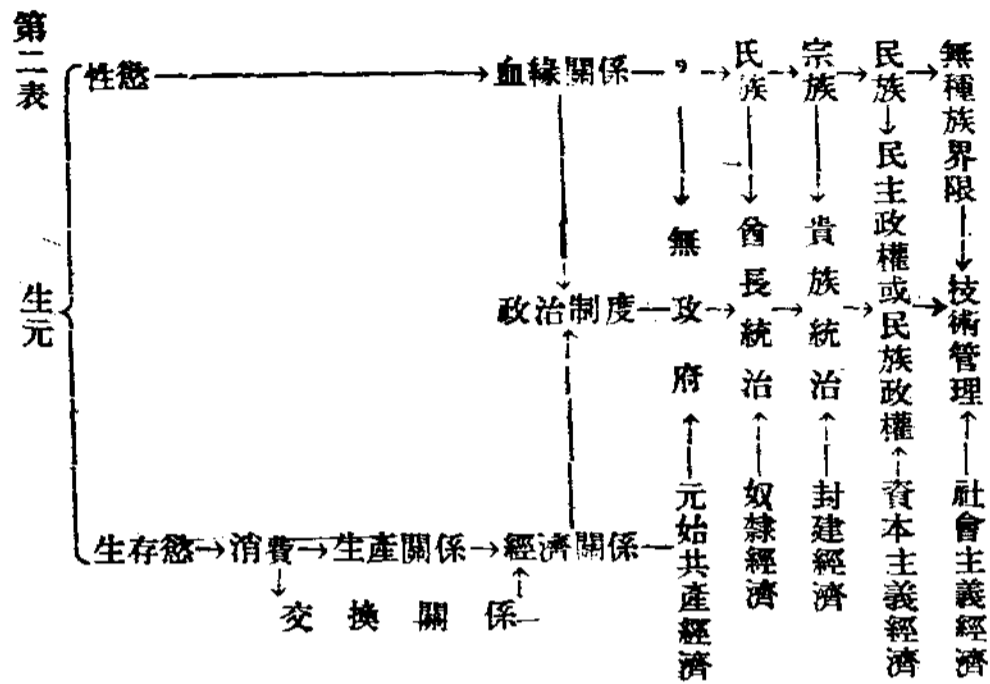 第二表
生元
性慾
血緣關係
,
氏族
宗族
民族
無種族界限
政治制度
無攻府
酋長統治
貴族統治
民主政權或民族政權
技術管理
生存慾
消費
生產關係
經濟關係
交換關係
元始共產經濟
奴隸經濟
封建經濟
資本主義經濟
社會主義經濟